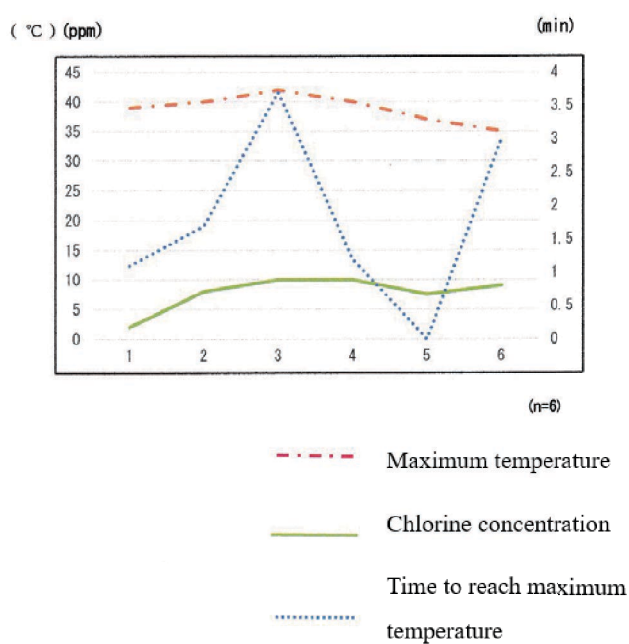 ( ℃ ) (ppm)
(min)
45
40
35
30
25
20
15
10
5
0
4
3.5
3
2.5
2
1.5
1
0.5
0
1 2 3 4 5 6
(n=6)
Maximum temperature
Chlorine concentration
Time to reach maximum
temperature